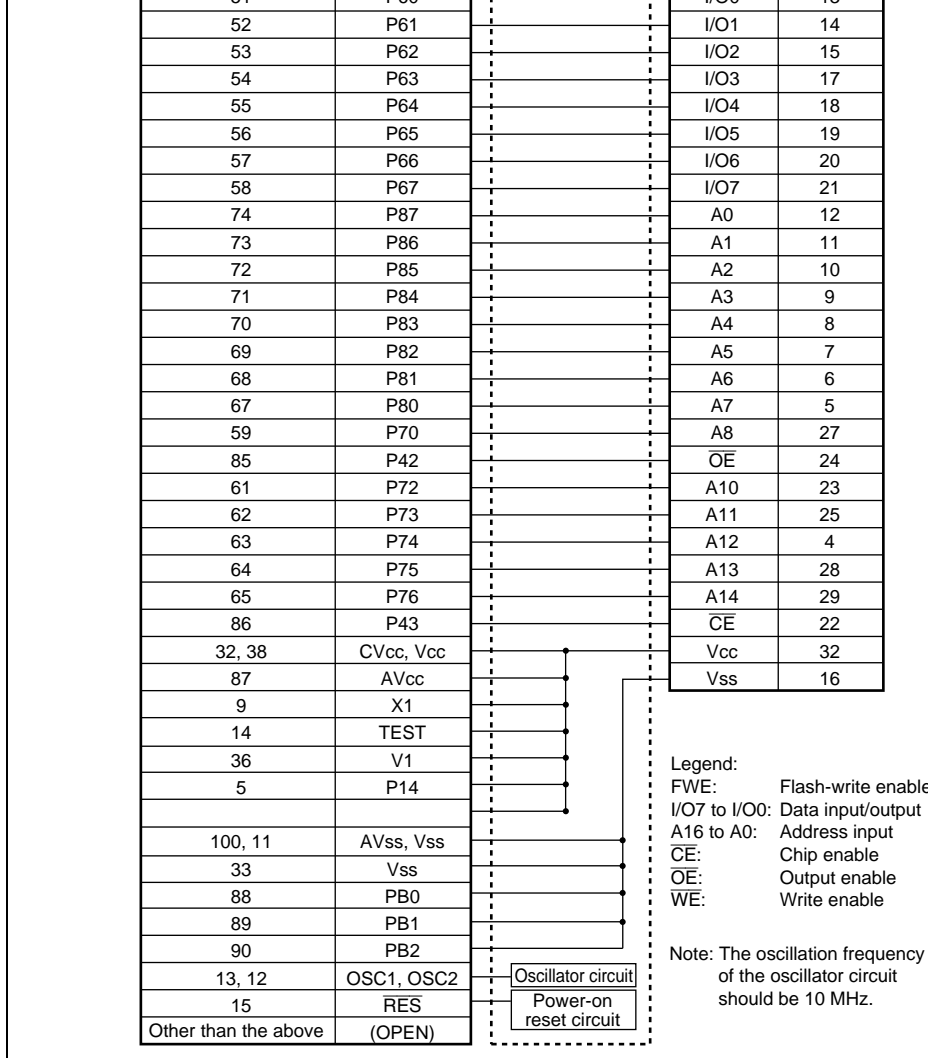 52 P61 I/O1 14
53 P62 I/O2 15
54 P63 I/O3 17
55 P64 I/O4 18
56 P65 I/O5 19
57 P66 I/O6 20
58 P67 I/O7 21
74 P87 A0 12
73 P86 A1 11
72 P85 A2 10
71 P84 A3 9
70 P83 A4 8
69 P82 A5 7
68 P81 A6 6
67 P80 A7 5
59 P70 A8 27
85 P42 O̅E̅ 24
61 P72 A10 23
62 P73 A11 25
63 P74 A12 4
64 P75 A13 28
65 P76 A14 29
86 P43 C̅E̅ 22
32, 38 CVcc, Vcc Vcc 32
87 AVcc Vss 16
9 X1
14 TEST
36 V1
5 P14
100, 11 AVss, Vss
33 Vss
88 PB0
89 PB1
90 PB2
13, 12 OSC1, OSC2 Oscillator circuit
15 R̅E̅S̅ Power-on
reset circuit
Other than the above (OPEN)
Legend:
FWE: Flash-write enable
I/O7 to I/O0: Data input/output
A16 to A0: Address input
C̅E̅: Chip enable
O̅E̅: Output enable
W̅E̅: Write enable
Note: The oscillation frequency
of the oscillator circuit
should be 10 MHz.